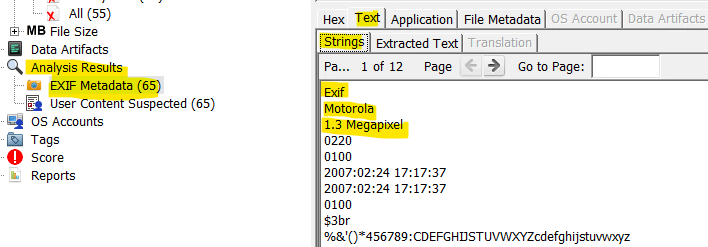 All (55)
MB File Size
Data Artifacts
Analysis Results
EXIF Metadata (65)
User Content Suspected (65)
OS Accounts
Tags
Score
Reports
Hex Text Application File Metadata OS Account Data Artifacts
Strings Extracted Text Translation
Pa... 1 of 12 Page Go to Page:
Exif
Motorola
1.3 Megapixel
0220
0100
2007:02:24 17:17:37
2007:02:24 17:17:37
0100
$3br
%&'()*456789:CDEFGHIJSTUVWXYZcdefghijstuvwxyz